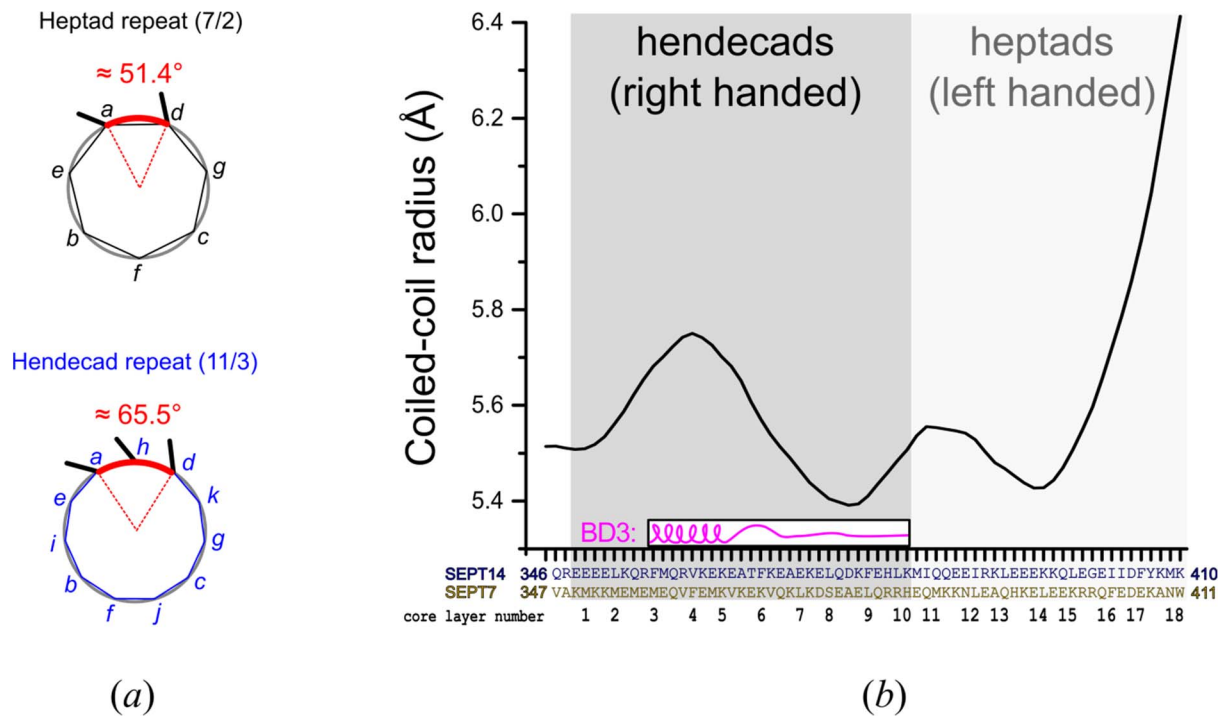 Heptad repeat (7/2)
≈ 51.4°
a
d
e
g
b
c
f
Hendecad repeat (11/3)
≈ 65.5°
h
a
d
e
k
i
g
b
c
f
j
(a)
Coiled-coil radius (Å)
6.4
6.2
6.0
5.8
5.6
5.4
hendecads
(right handed)
heptads
(left handed)
BD3:
SEPT14 346 QREEEELKQRFMQRVKEKEATFKEAEKELQDKFEHLKMIQQEEIRKLEEEKKQLEGEIIDFYKMK 410
SEPT7 347 VAKMKKMEMEMEQVFEMKVKEKVQKLKDSEAELQRRHEQMKKNLEAQHKELEEKRRQFEDEKANW 411
core layer number 1 2 3 4 5 6 7 8 9 10 11 12 13 14 15 16 17 18
(b)